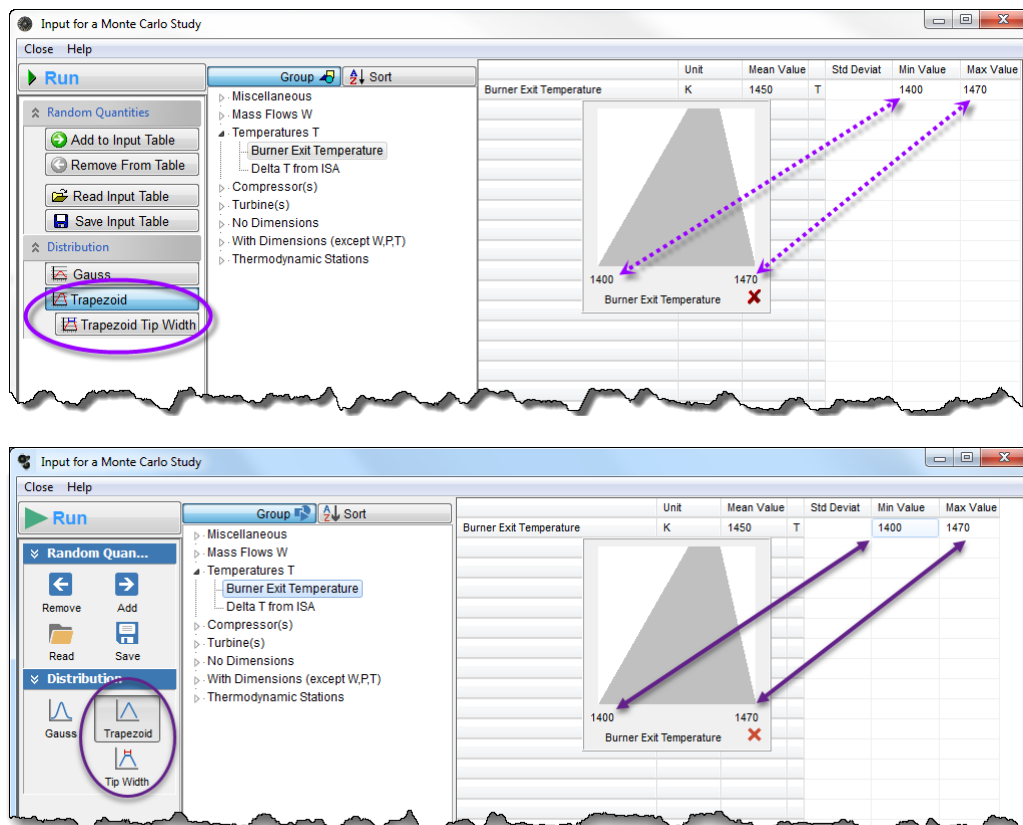 Input for a Monte Carlo Study
Close Help
Run
Random Quantities
Add to Input Table
Remove From Table
Read Input Table
Save Input Table
Distribution
Gauss
Trapezoid
Trapezoid Tip Width
Group Sort
Miscellaneous
Mass Flows W
Temperatures T
Burner Exit Temperature
Delta T from ISA
Compressor(s)
Turbine(s)
No Dimensions
With Dimensions (except W,P,T)
Thermodynamic Stations
Unit Mean Value Std Deviat Min Value Max Value
Burner Exit Temperature K 1450 T 1400 1470
1400 1470
Burner Exit Temperature
Input for a Monte Carlo Study
Close Help
Run
Random Quan...
Remove Add
Read Save
Distribution
Gauss Trapezoid
Tip Width
Group Sort
Miscellaneous
Mass Flows W
Temperatures T
Burner Exit Temperature
Delta T from ISA
Compressor(s)
Turbine(s)
No Dimensions
With Dimensions (except W,P,T)
Thermodynamic Stations
Unit Mean Value Std Deviat Min Value Max Value
Burner Exit Temperature K 1450 T 1400 1470
1400 1470
Burner Exit Temperature